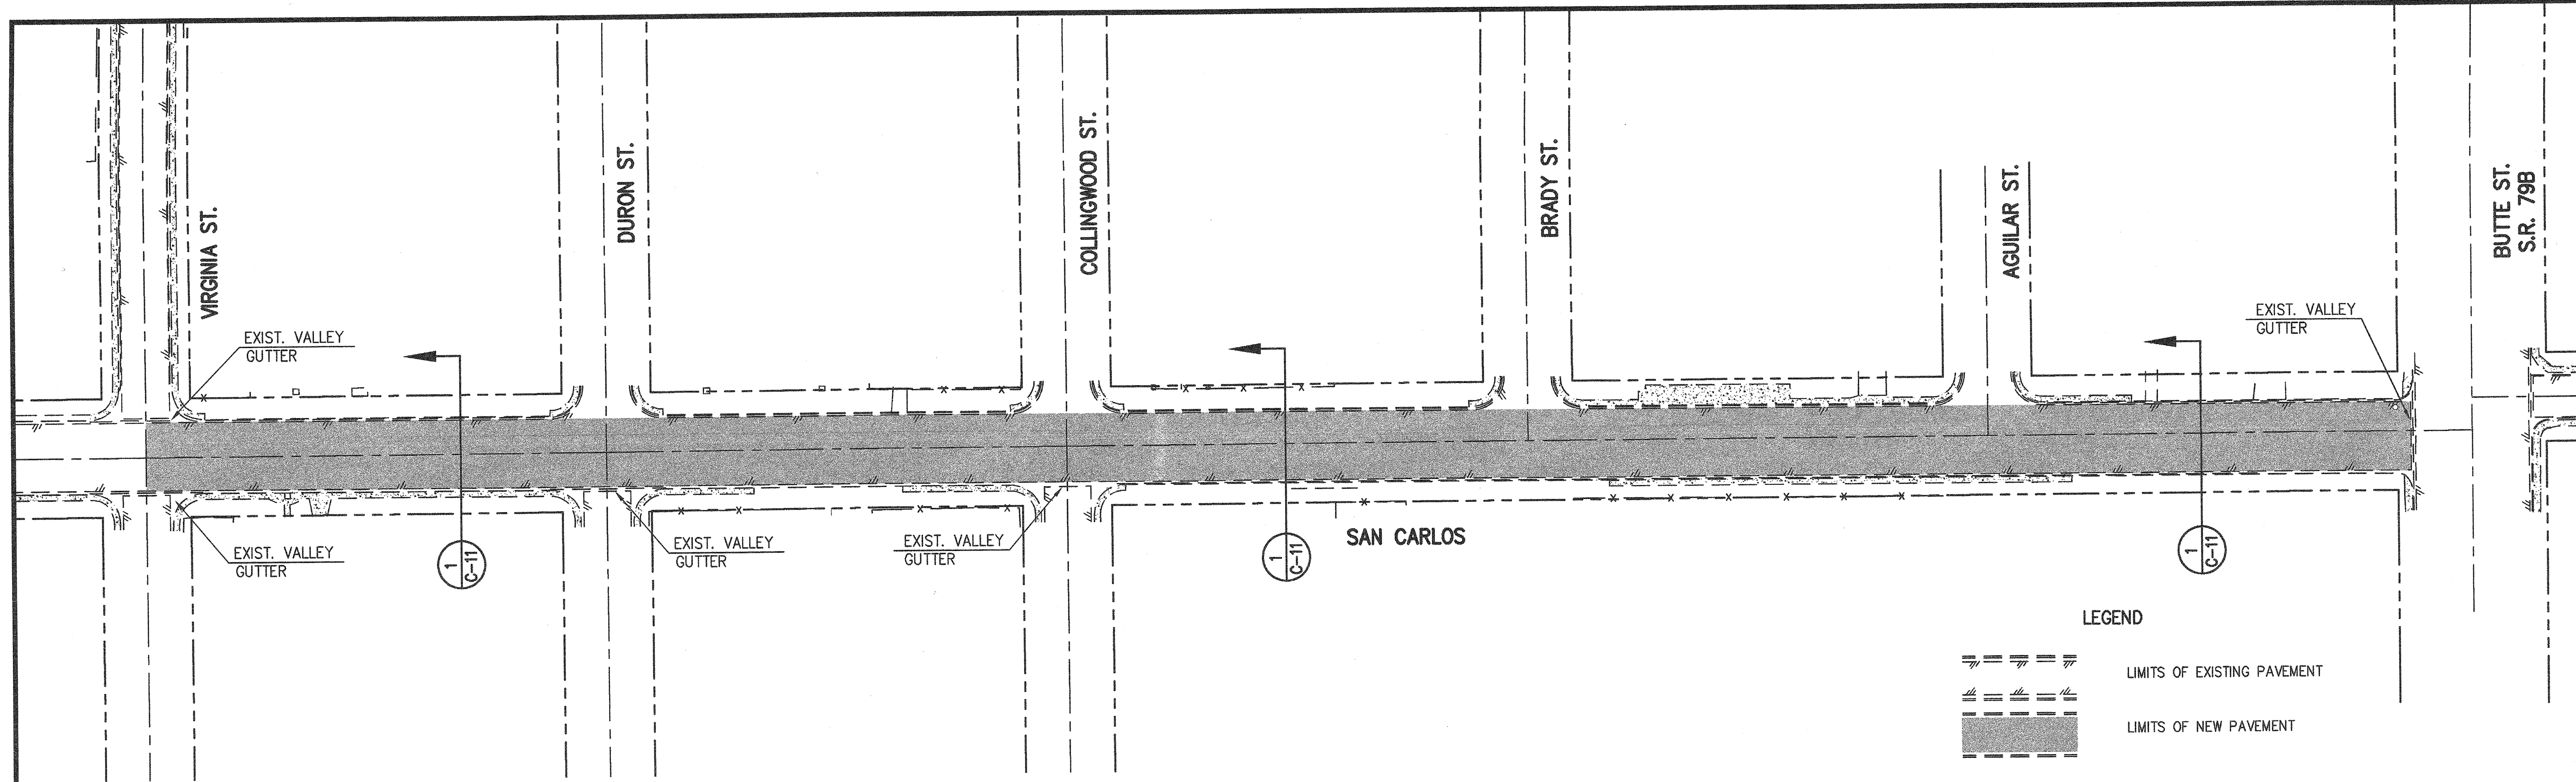 VIRGINIA ST.
DURON ST.
COLLINGWOOD ST.
BRADY ST.
AGUILAR ST.
BUTTE ST.
S.R. 79B
EXIST. VALLEY
GUTTER
EXIST. VALLEY
GUTTER
EXIST. VALLEY
GUTTER
EXIST. VALLEY
GUTTER
EXIST. VALLEY
GUTTER
1
C-11
1
C-11
1
C-11
SAN CARLOS
LEGEND
LIMITS OF EXISTING PAVEMENT
LIMITS OF NEW PAVEMENT